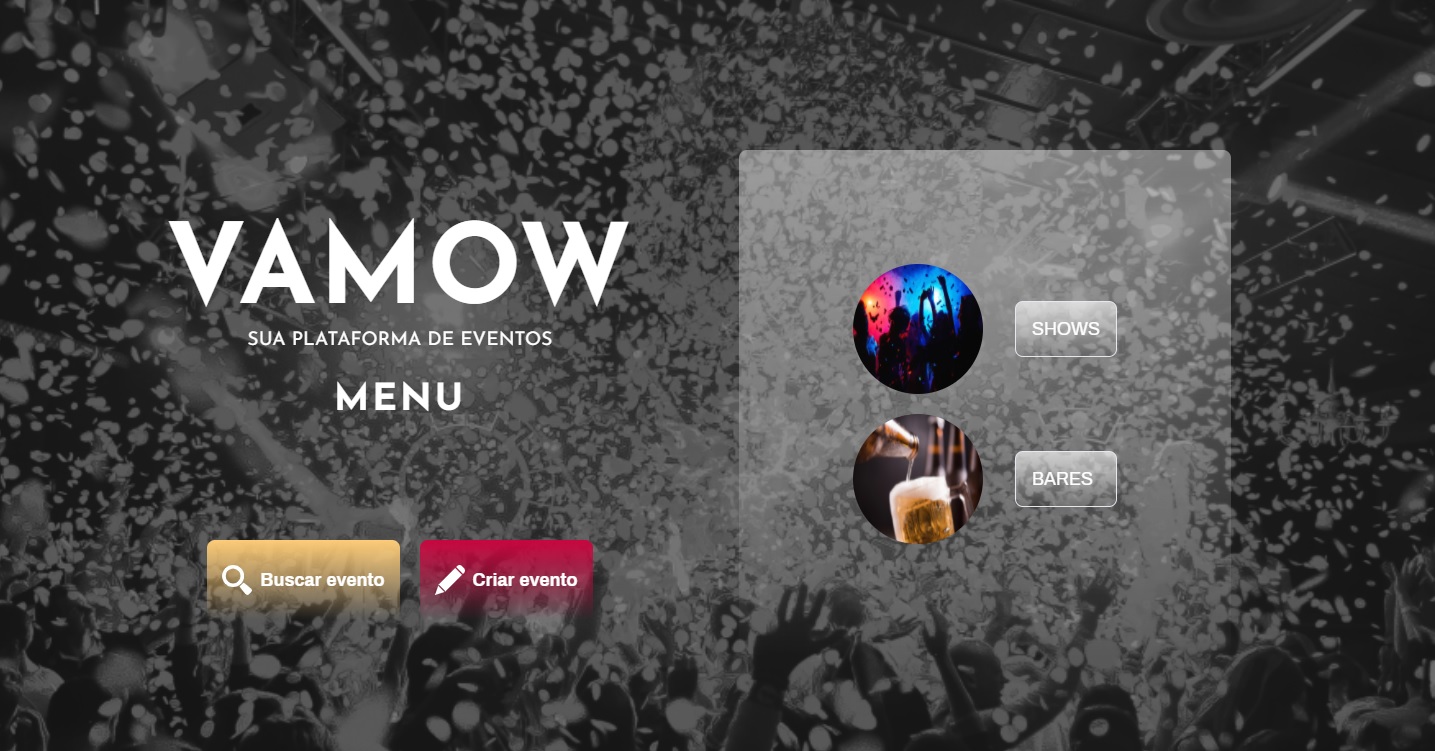 VAMOW
SUA PLATAFORMA DE EVENTOS
MENU
Buscar evento
Criar evento
SHOWS
BARES